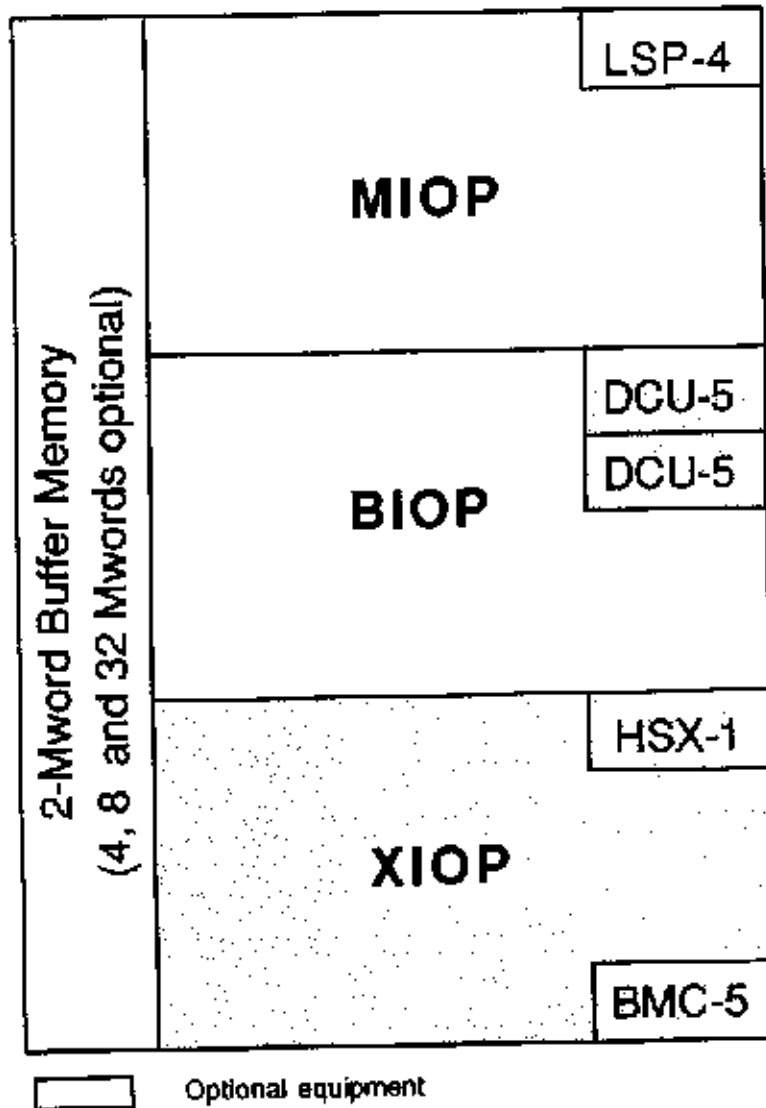 2-Mword Buffer Memory
(4, 8 and 32 Mwords optional)
LSP-4
MIOP
DCU-5
DCU-5
BIOP
HSX-1
XIOP
BMC-5
Optional equipment